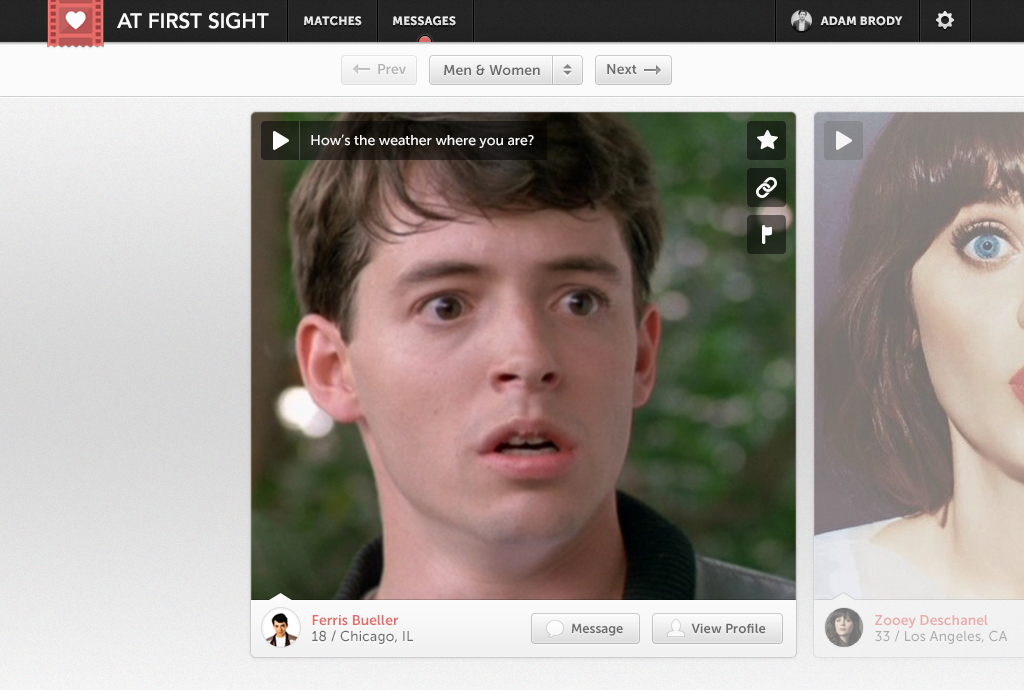 AT FIRST SIGHT
MATCHES
MESSAGES
ADAM BRODY
Prev
Men & Women
Next
How's the weather where you are?
Ferris Bueller
18 / Chicago, IL
Message
View Profile
Zooey Deschanel
33 / Los Angeles, CA